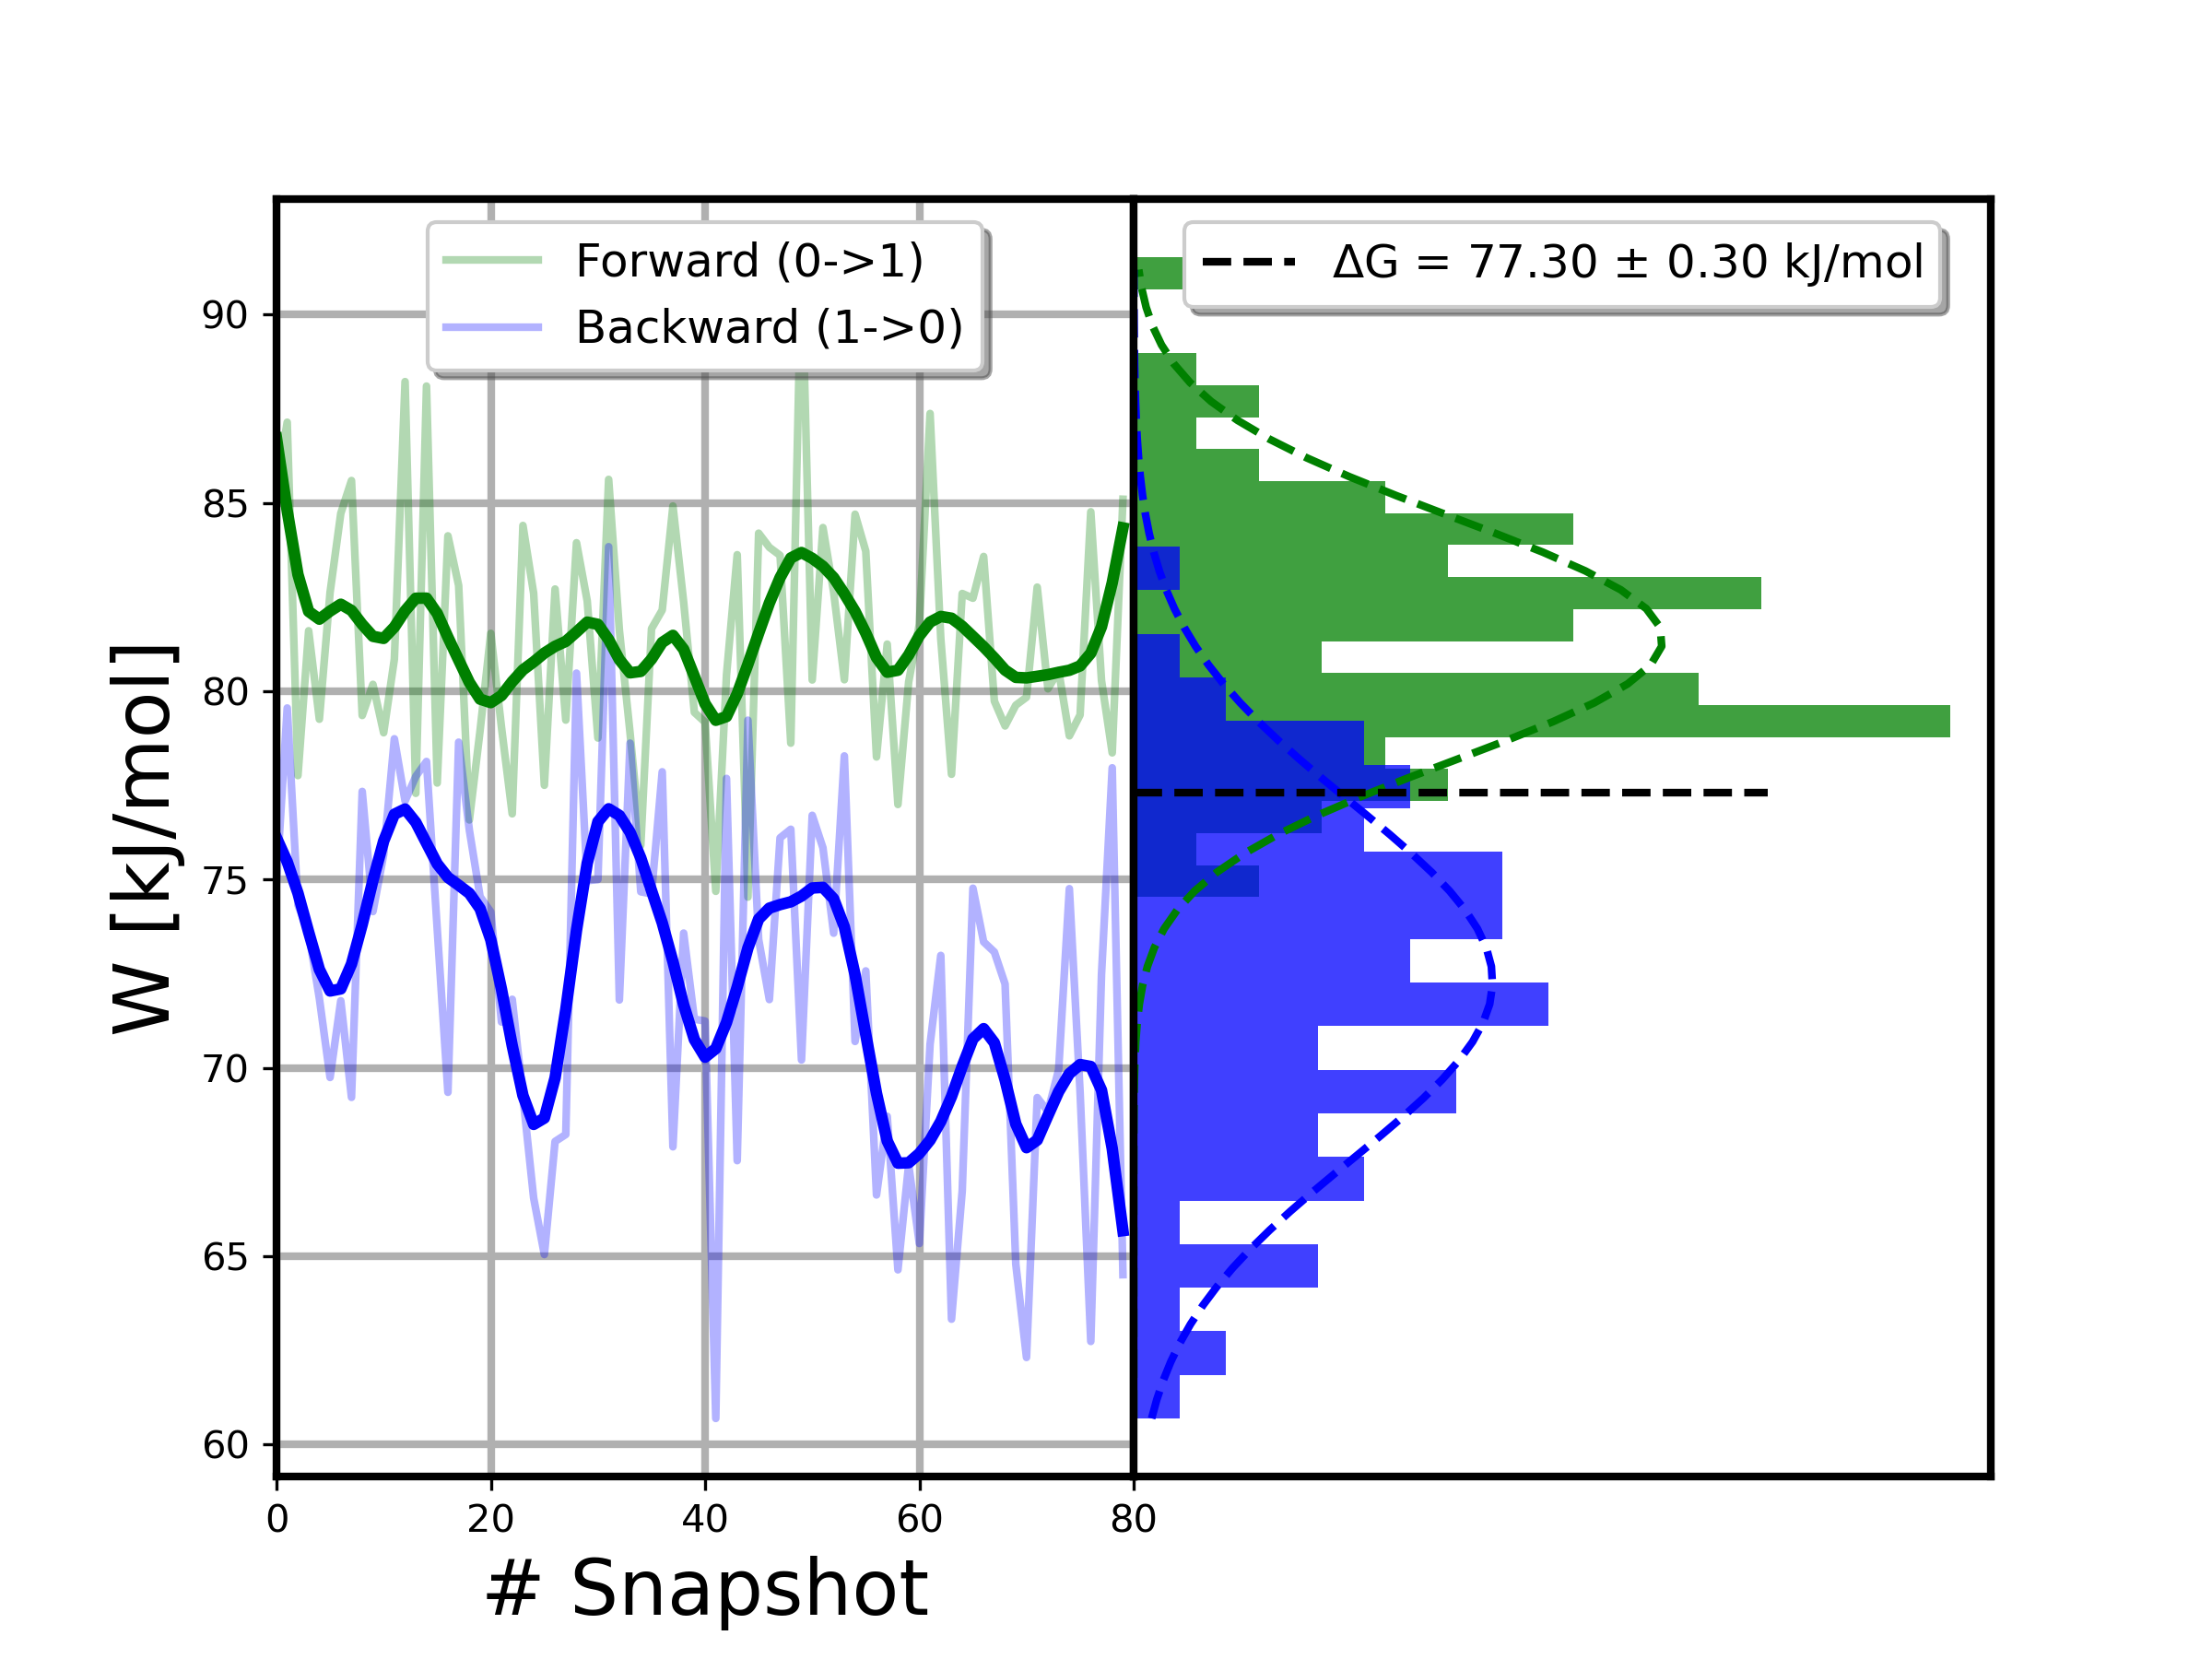 Forward (0->1)
Backward (1->0)
ΔG = 77.30 ± 0.30 kJ/mol
90
85
80
75
70
65
60
W [kJ/mol]
0 20 40 60 80
# Snapshot